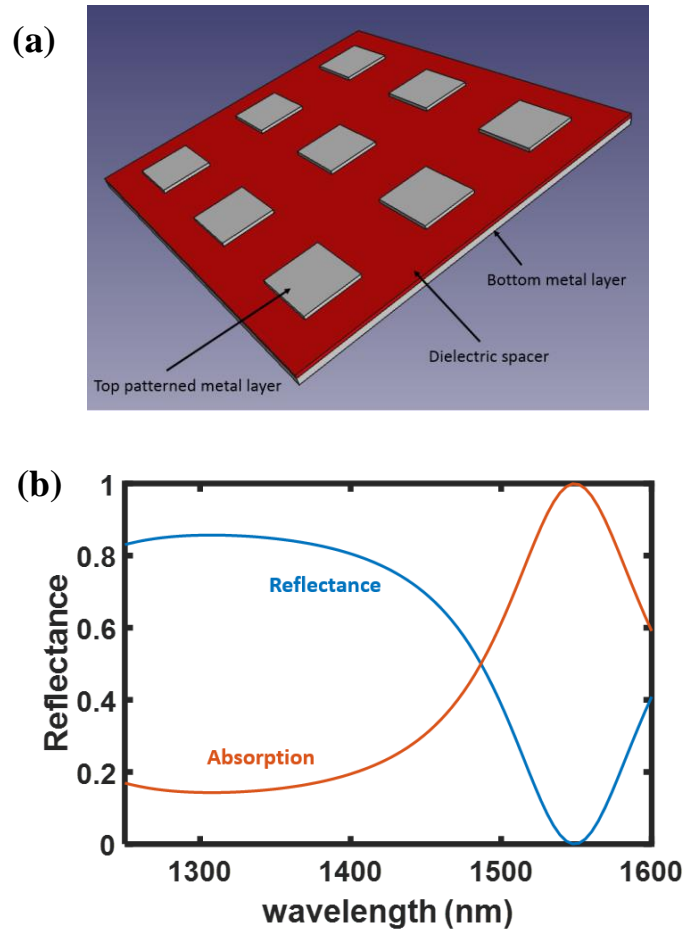 (a)
Bottom metal layer
Dielectric spacer
Top patterned metal layer
(b)
1
0.8
0.6
0.4
0.2
0
Reflectance
Reflectance
Absorption
1300 1400 1500 1600
wavelength (nm)